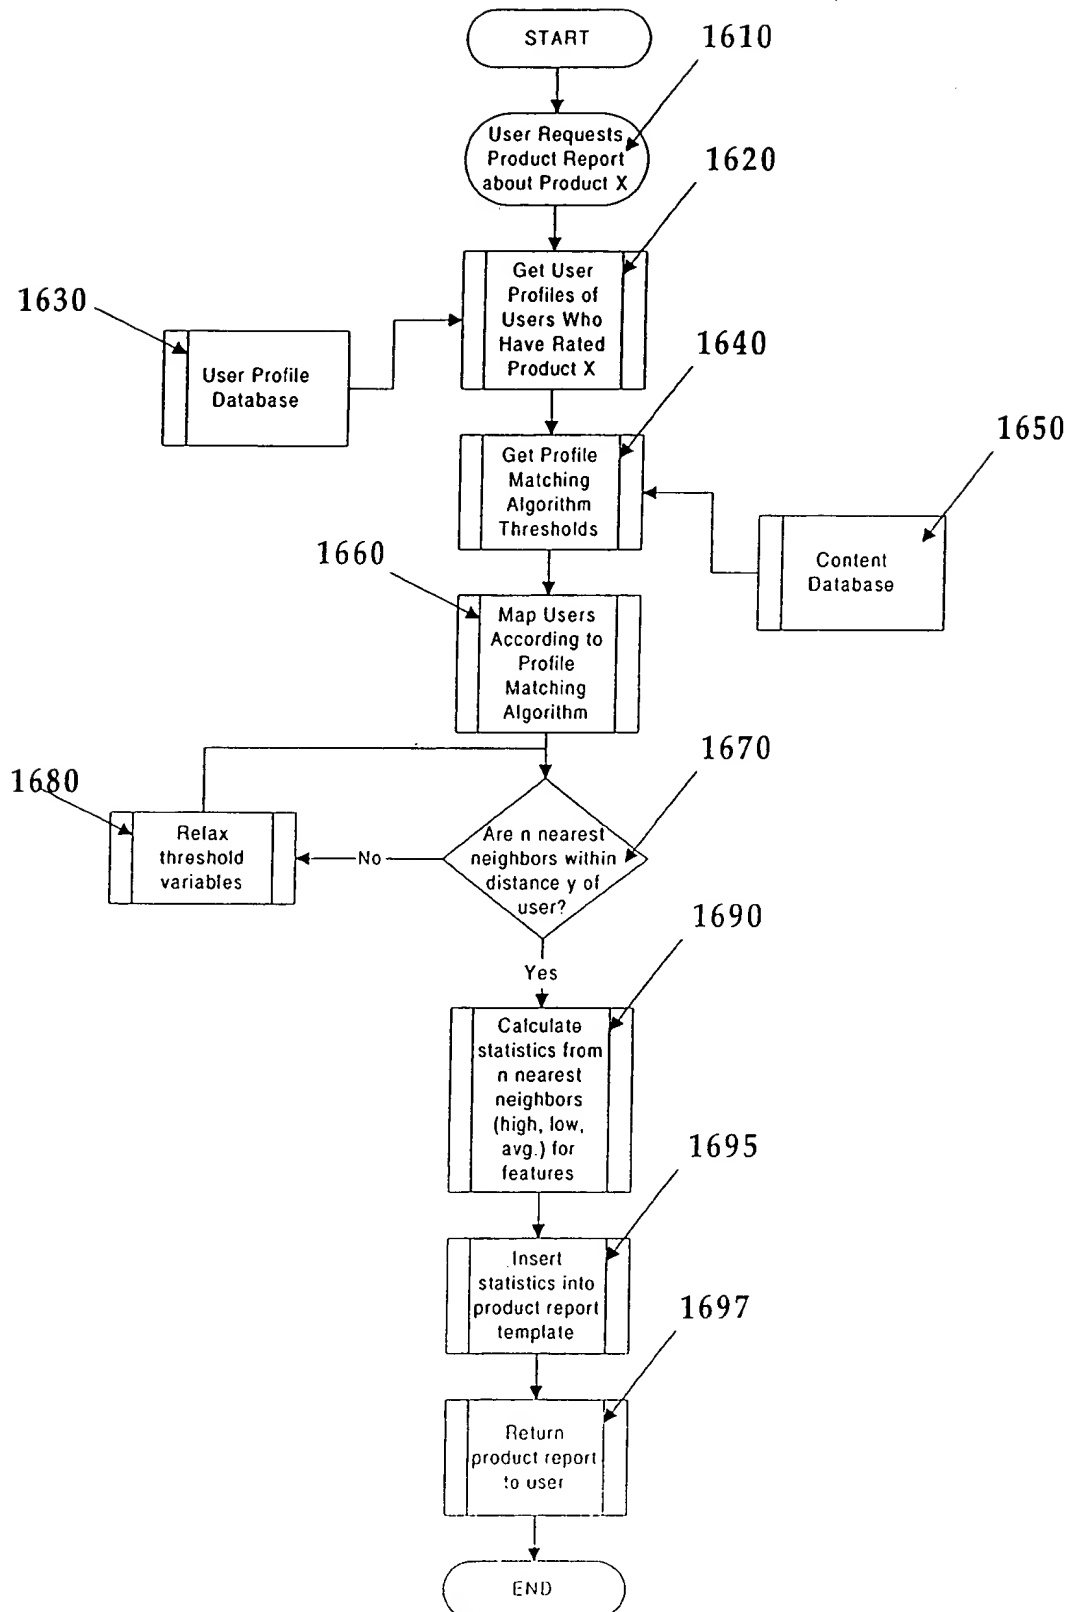 START
1610
User Requests
Product Report
about Product X
1620
Get User
Profiles of
Users Who
Have Rated
Product X
1630
User Profile
Database
1640
Get Profile
Matching
Algorithm
Thresholds
1650
Content
Database
1660
Map Users
According to
Profile
Matching
Algorithm
1670
Are n nearest
neighbors within
distance y of
user?
No
1680
Relax
threshold
variables
Yes
1690
Calculate
statistics from
n nearest
neighbors
(high, low,
avg.) for
features
1695
Insert
statistics into
product report
template
1697
Return
product report
to user
END